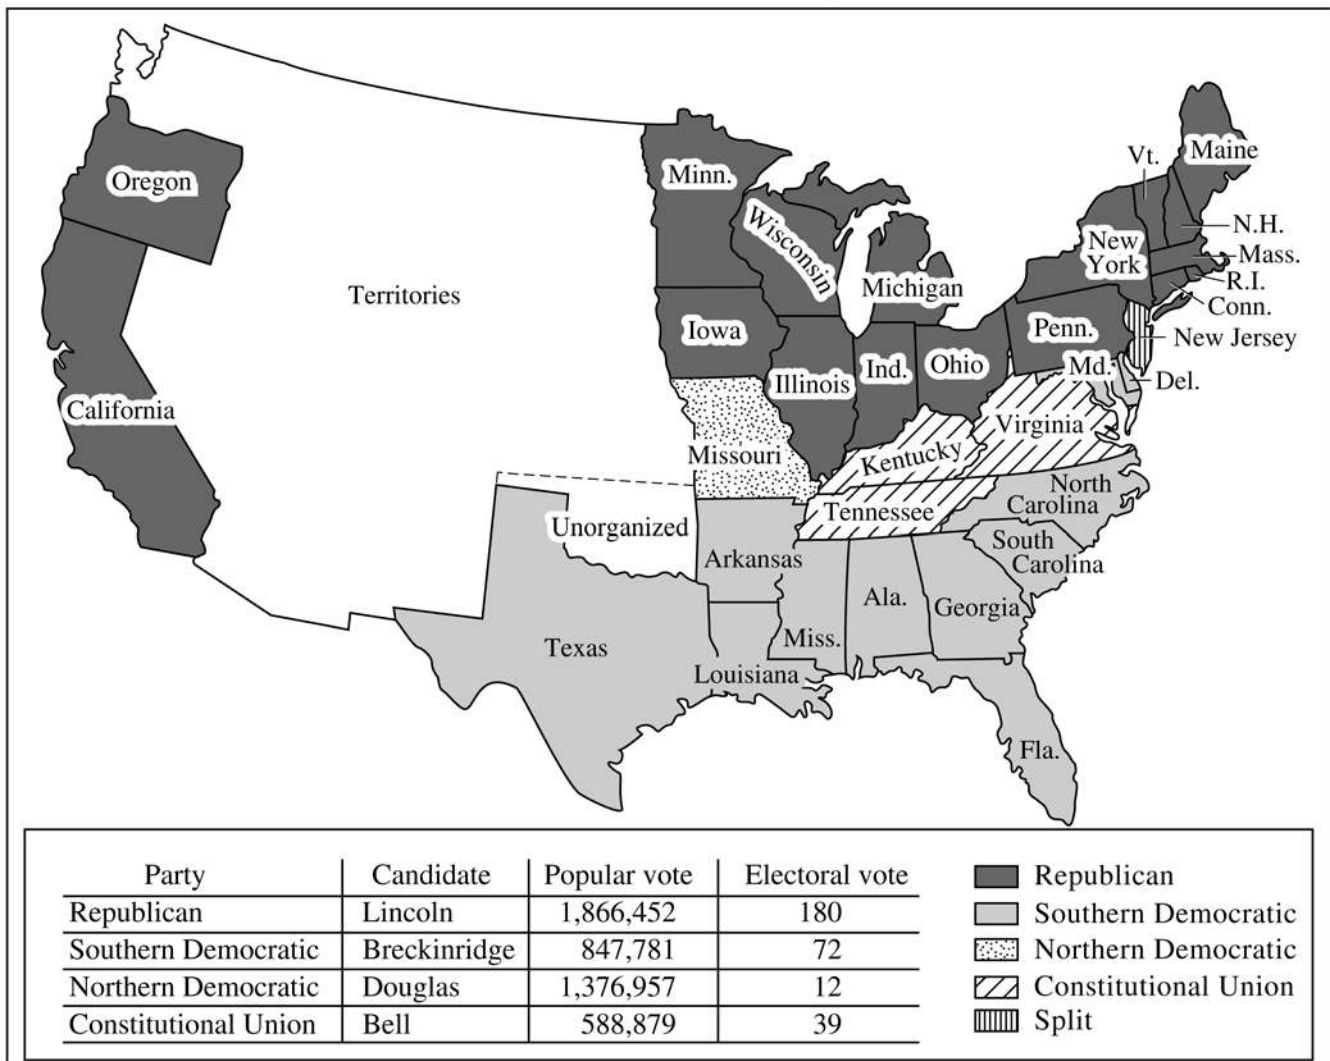 Oregon
Minn.
Vt.
Maine
Wisconsin
New
York
N.H.
Mass.
R.I.
Conn.
Territories
Michigan
Iowa
Penn.
New Jersey
Illinois
Ind.
Ohio
Md.
Del.
California
Virginia
Missouri
Kentucky
North
Carolina
Tennessee
Unorganized
South
Carolina
Arkansas
Ala.
Georgia
Miss.
Texas
Louisiana
Fla.
Party Candidate Popular vote Electoral vote
Republican Lincoln 1,866,452 180
Southern Democratic Breckinridge 847,781 72
Northern Democratic Douglas 1,376,957 12
Constitutional Union Bell 588,879 39
Republican
Southern Democratic
Northern Democratic
Constitutional Union
Split